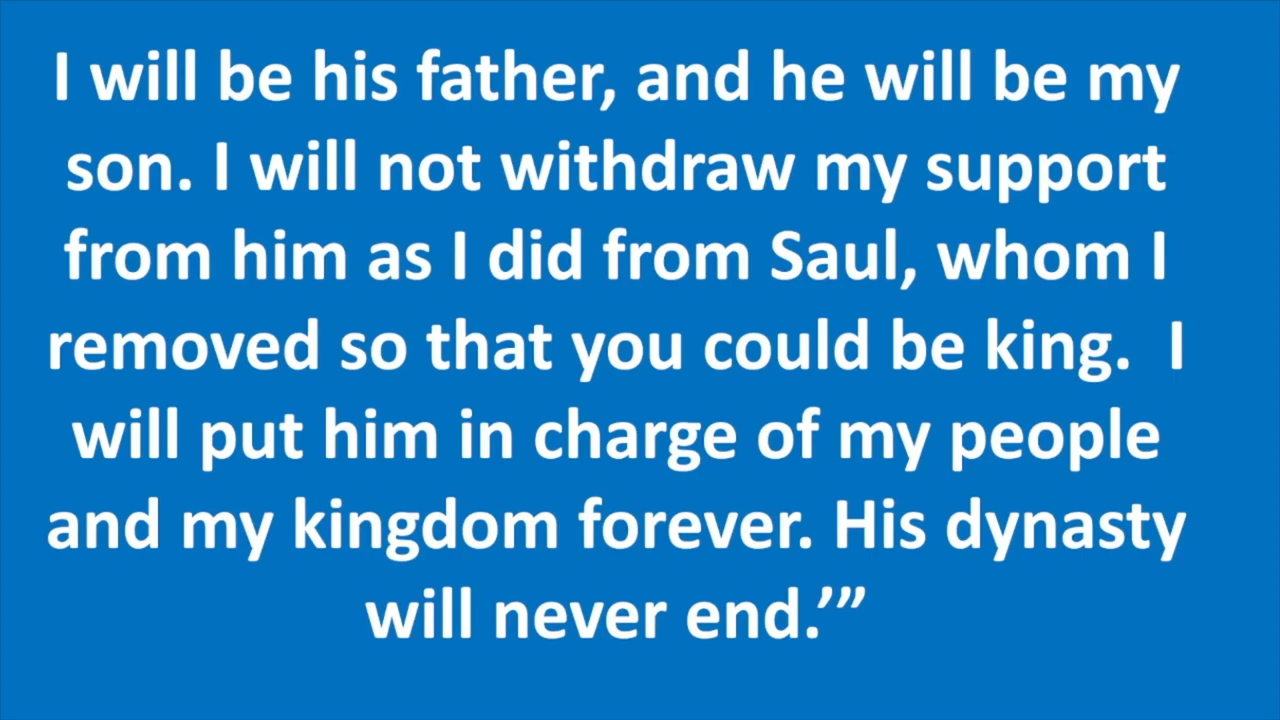 I will be his father, and he will be my
son. I will not withdraw my support
from him as I did from Saul, whom I
removed so that you could be king.  I
will put him in charge of my people
and my kingdom forever. His dynasty
will never end.’”